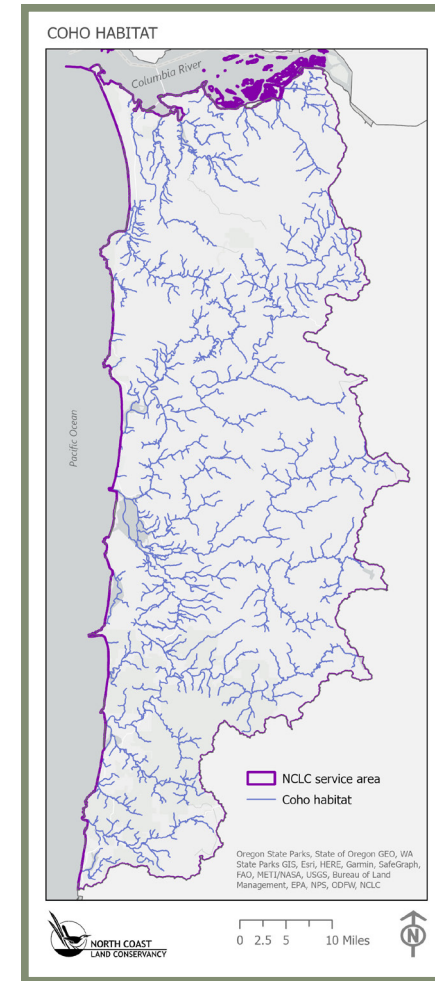 COHO HABITAT
Columbia River
Pacific Ocean
NCLC service area
Coho habitat
Oregon State Parks, State of Oregon GEO, WA
State Parks GIS, Esri, HERE, Garmin, SafeGraph,
FAO, METI/NASA, USGS, Bureau of Land
Management, EPA, NPS, ODFW, NCLC
NORTH COAST
LAND CONSERVANCY
0 2.5 5 10 Miles
N